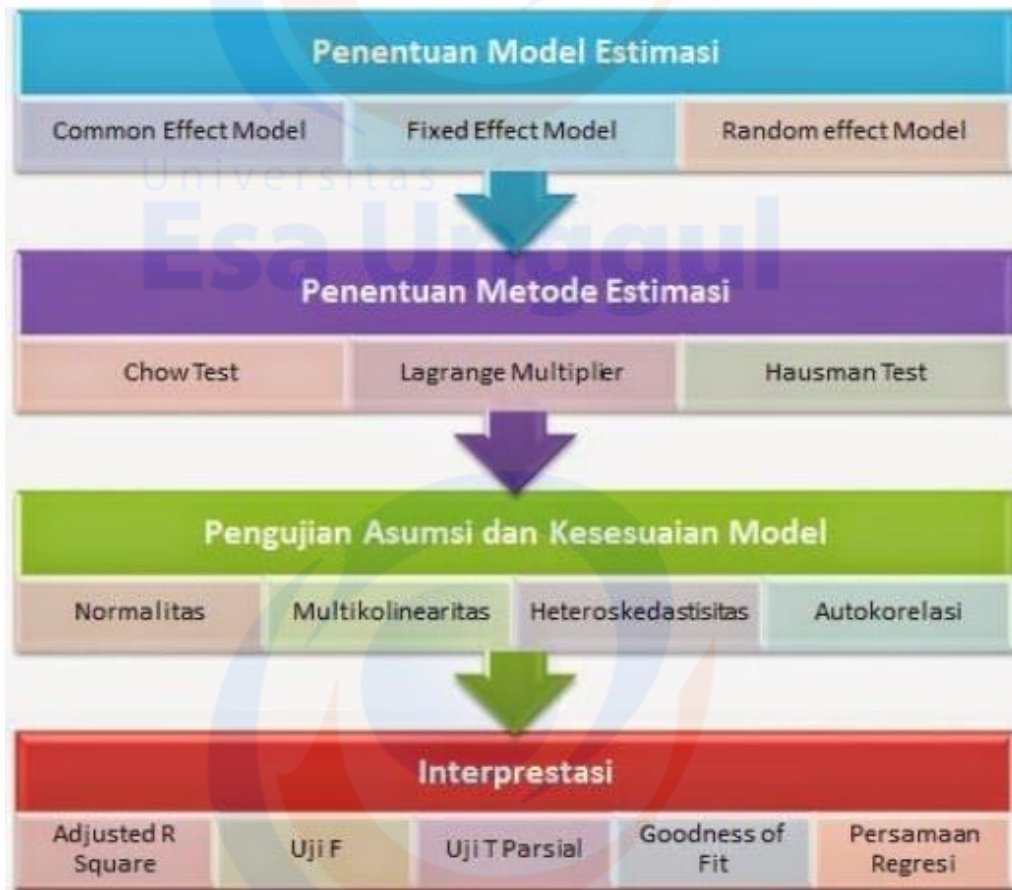 Penentuan Model Estimasi
Common Effect Model
Fixed Effect Model
Random effect Model
Universitas
Esa Unggul
Penentuan Metode Estimasi
Chow Test
Lagrange Multiplier
Hausman Test
Pengujian Asumsi dan Kesesuaian Model
Normalitas
Multikolinearitas
Heteroskedastisitas
Autokorelasi
Interprestasi
Adjusted R
Square
Uji F
Uji T Parsial
Goodness of
Fit
Persamaan
Regresi